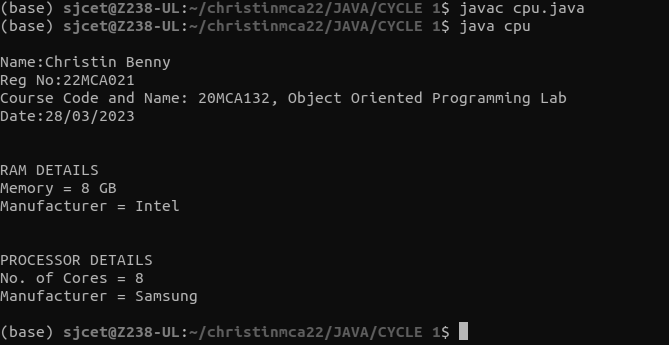 (base) sjcet@Z238-UL:~/christinmca22/JAVA/CYCLE 1$ javac cpu.java
(base) sjcet@Z238-UL:~/christinmca22/JAVA/CYCLE 1$ java cpu
Name:Christin Benny
Reg No:22MCA021
Course Code and Name: 20MCA132, Object Oriented Programming Lab
Date:28/03/2023
RAM DETAILS
Memory = 8 GB
Manufacturer = Intel
PROCESSOR DETAILS
No. of Cores = 8
Manufacturer = Samsung
(base) sjcet@Z238-UL:~/christinmca22/JAVA/CYCLE 1$